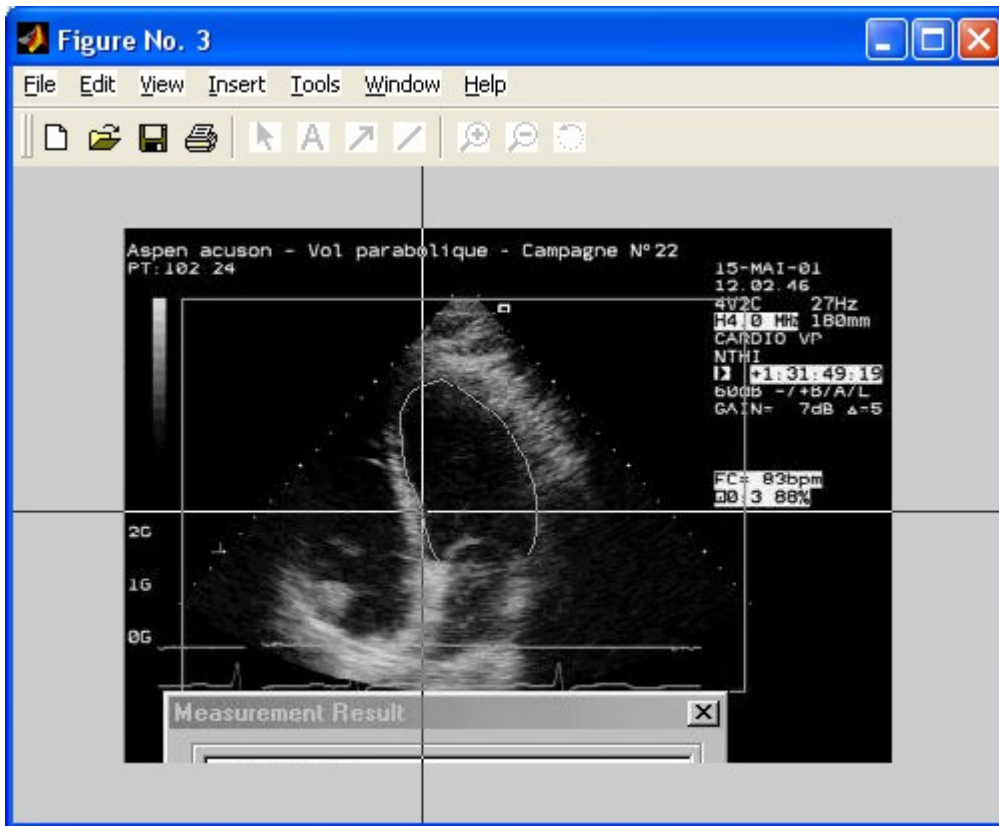 Figure No. 3
File Edit View Insert Tools Window Help
Aspen acuson - Vol parabolique - Campagne N°22
PT:102 24
15-MAI-01
12.02.46
4V2C 27Hz
H4.0 MHz 180mm
CARDIO VP
NTHI
+1:31:49:19
60dB -/+B/A/L
GAIN= 7dB ▵=5
FC= 83bpm
3 88%
2G
1G
0G
Measurement Result